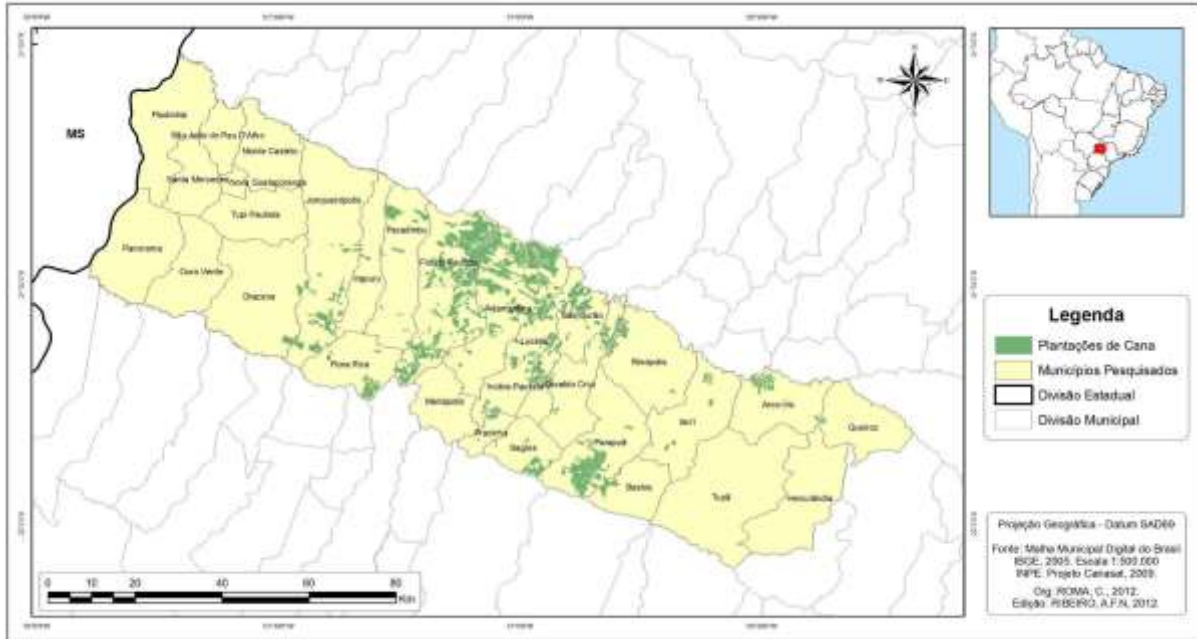 MS
Paulicéia
São João do Pau D'Alho
Monte Castelo
Santa Mercedes
Nova Guataporanga
Tupi Paulista
Junqueirópolis
Panorama
Ouro Verde
Dracena
Irapuru
Pacaembu
Flórida Paulista
Adamantina
Lucélia
Flora Rica
Mariápolis
Inúbia Paulista
Osvaldo Cruz
Pracinha
Sagres
Parapuã
Rinópolis
Iacri
Bastos
Tupã
Arco-Íris
Queiroz
Herculândia
0 10 20 40 60 80
Km
Legenda
Plantações de Cana
Municípios Pesquisados
Divisão Estadual
Divisão Municipal
Projeção Geográfica - Datum SAD69
Fonte: Malha Municipal Digital do Brasil
IBGE, 2005. Escala 1:500.000
INPE. Projeto Canasat, 2009.
Org: ROMA, C., 2012.
Edição: RIBEIRO, A.F.N, 2012.